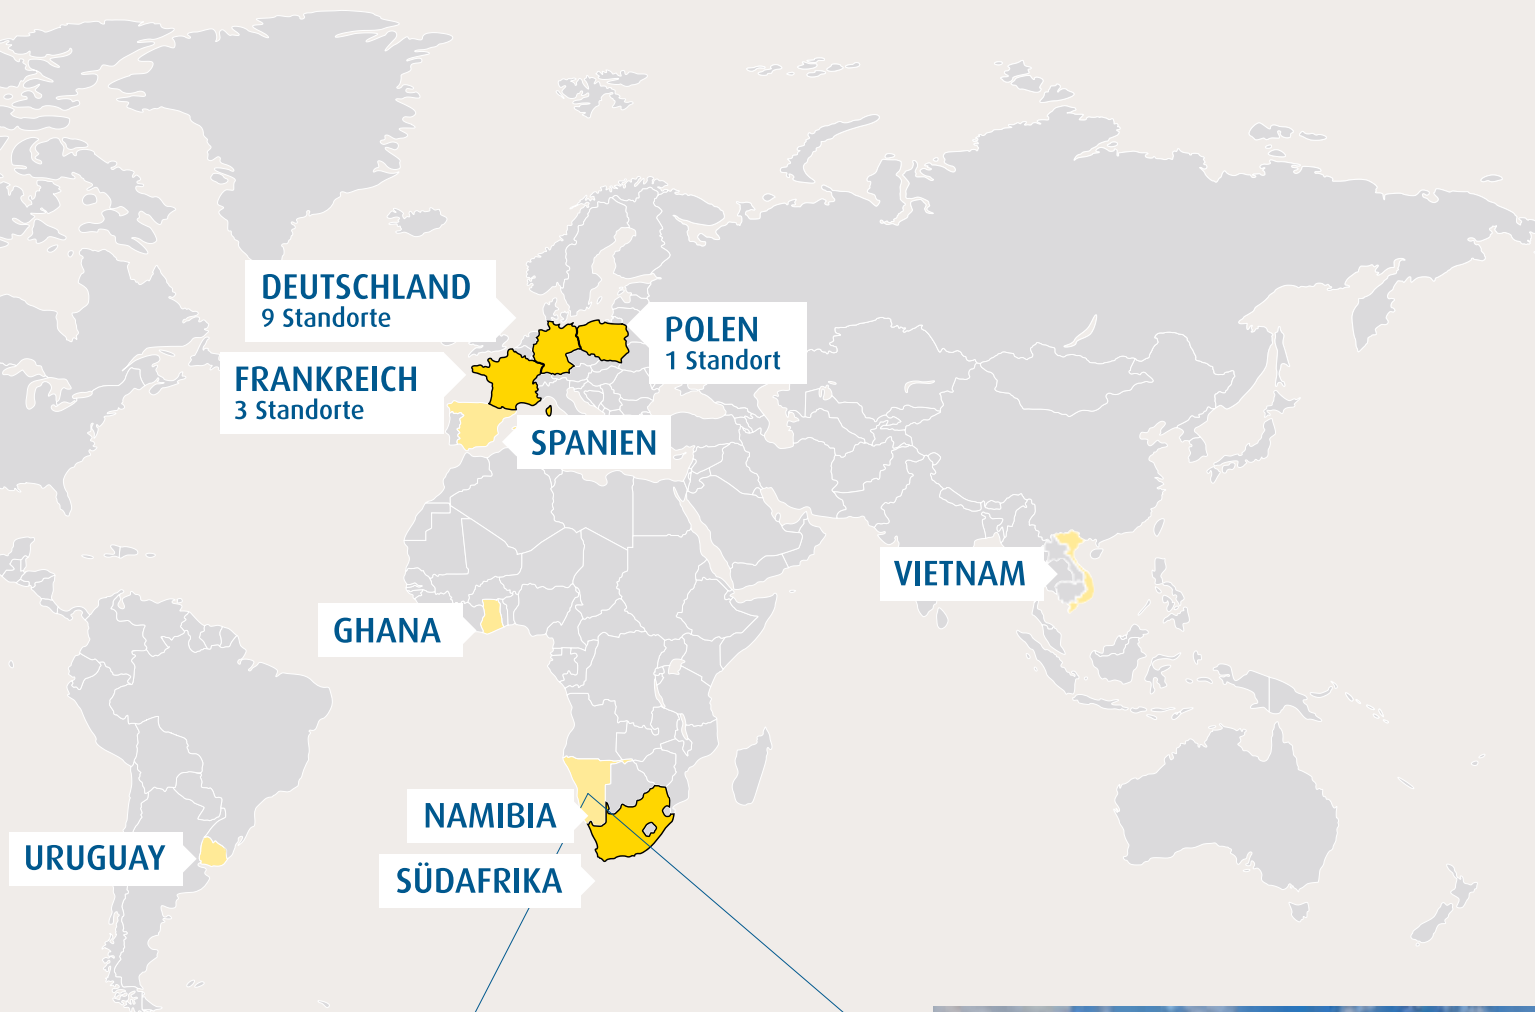 DEUTSCHLAND
9 Standorte
POLEN
1 Standort
FRANKREICH
3 Standorte
SPANIEN
VIETNAM
GHANA
NAMIBIA
URUGUAY
SÜDAFRIKA